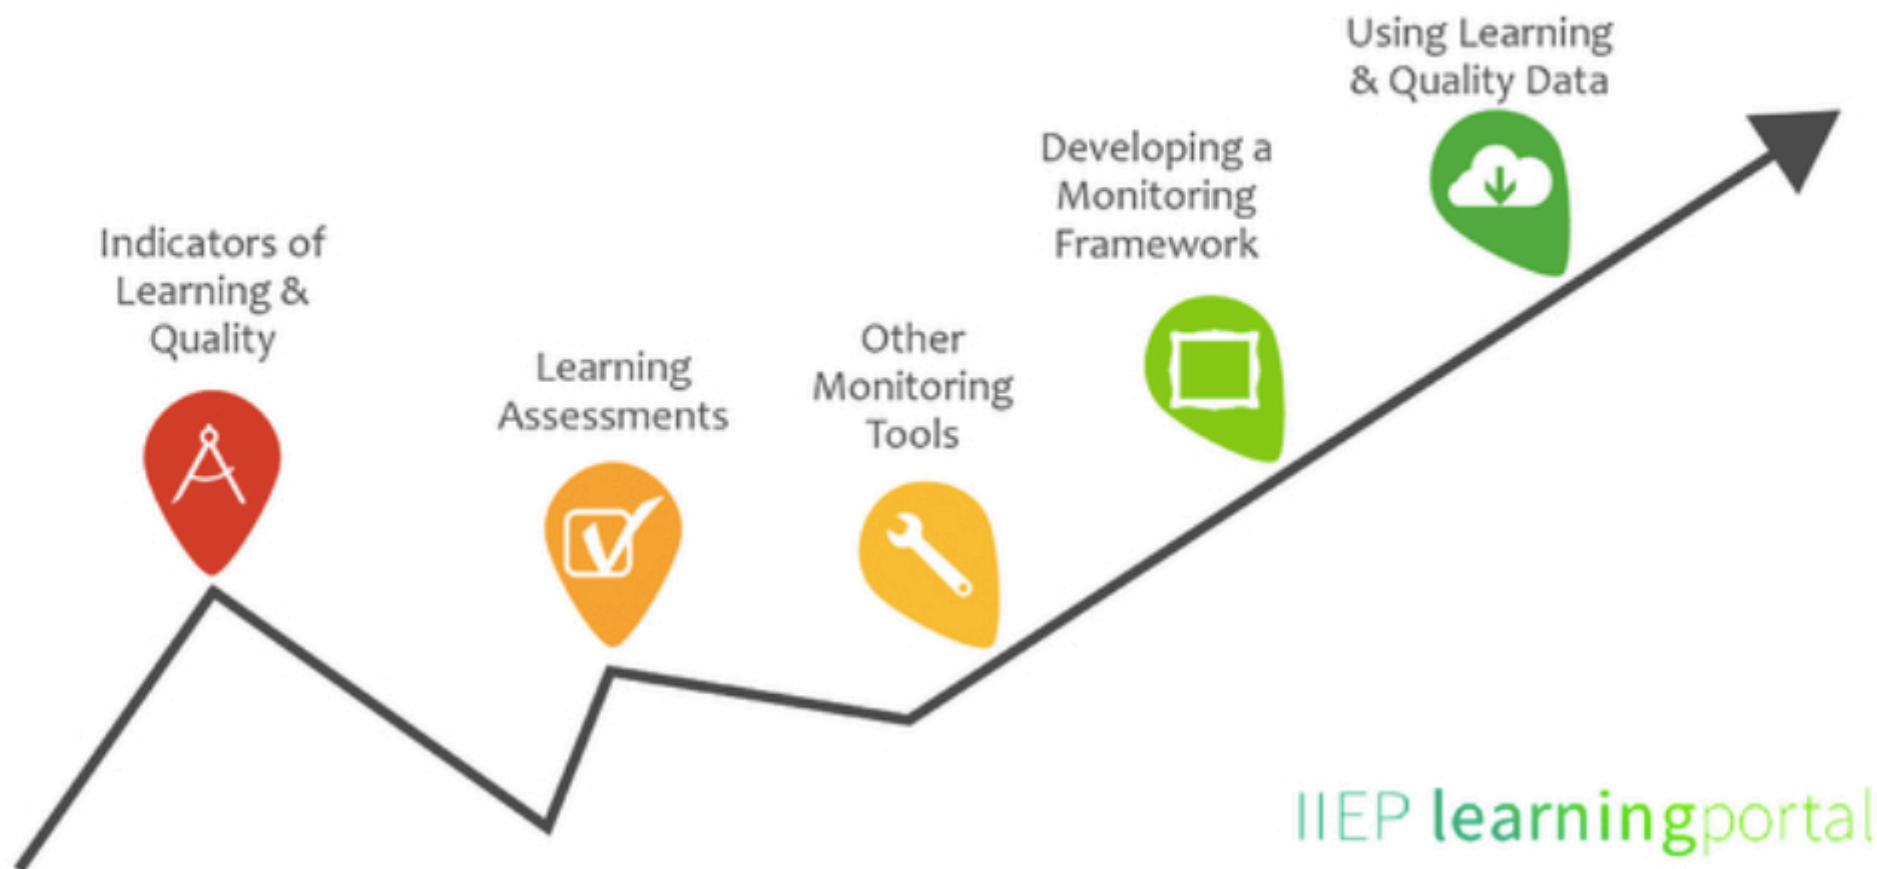 Indicators of
Learning &
Quality
Learning
Assessments
Other
Monitoring
Tools
Developing a
Monitoring
Framework
Using Learning
& Quality Data
IIEP learningportal